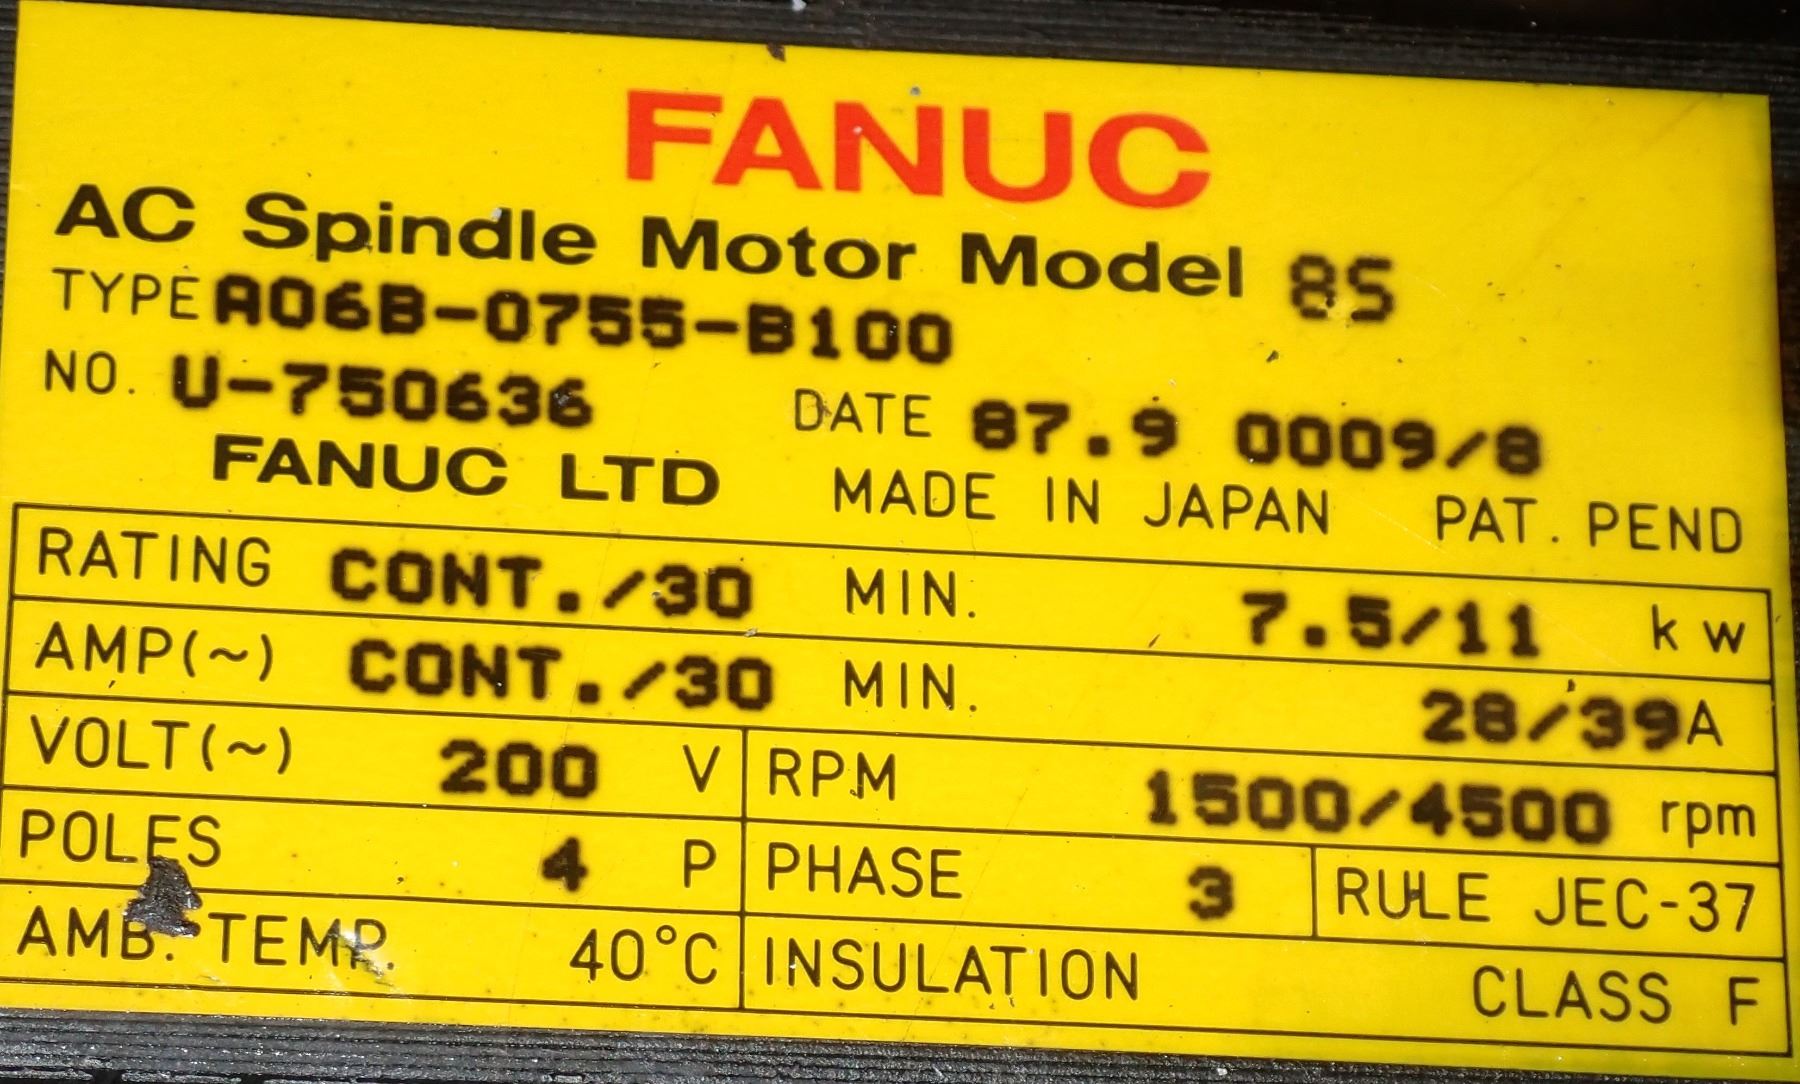 FANUC
AC Spindle Motor Model 8S
TYPE A06B-0755-B100
NO. U-750636 DATE 87.9 0009/8
FANUC LTD MADE IN JAPAN PAT. PEND
RATING CONT./30 MIN. 7.5/11 kw
AMP(~) CONT./30 MIN. 28/39A
VOLT(~) 200 V RPM 1500/4500 rpm
POLES 4 P PHASE 3 RULE JEC-37
AMB. TEMP. 40°C INSULATION CLASS F